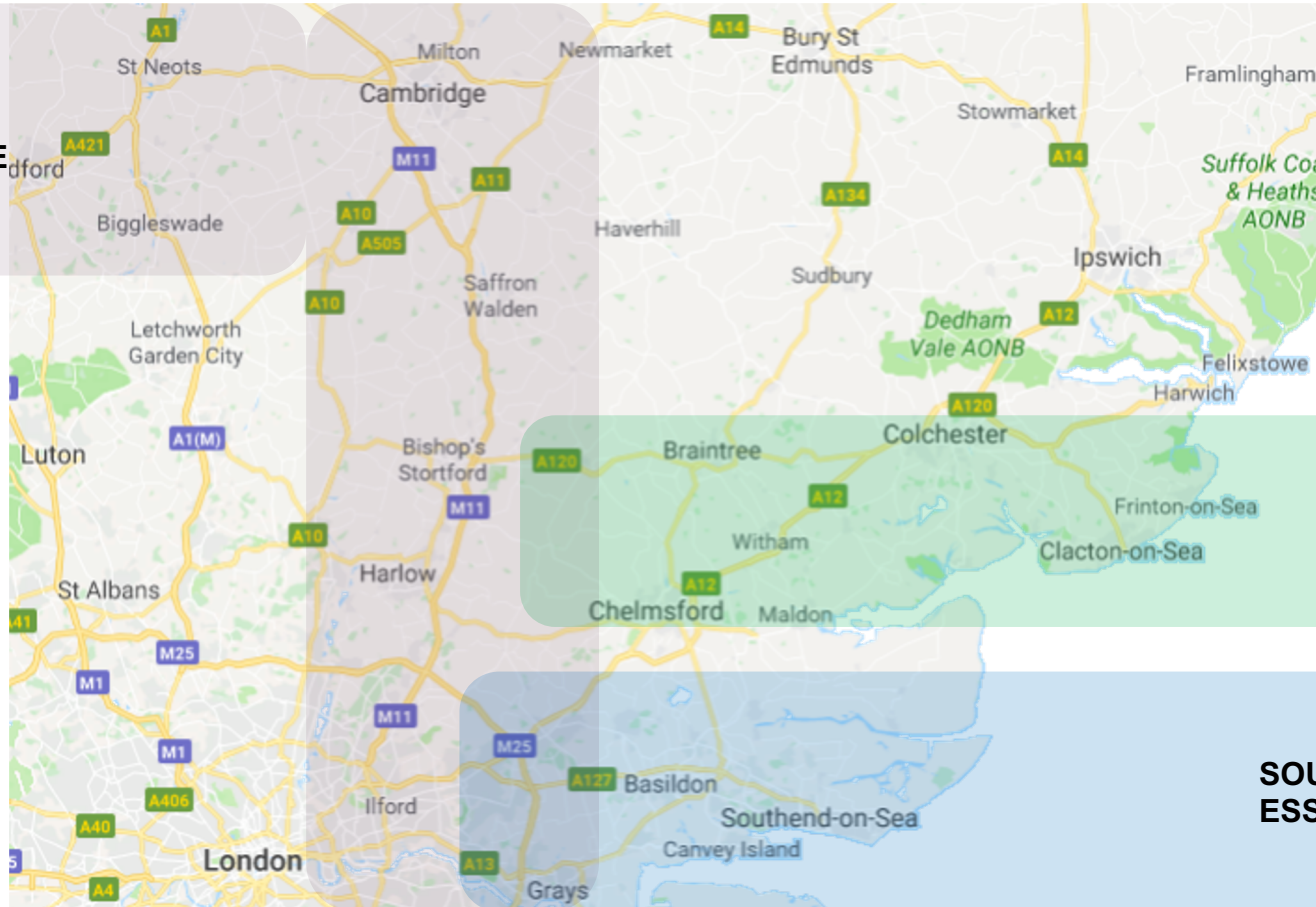 A1
St Neots
Milton
Cambridge
Newmarket
A14
Bury St
Edmunds
Stowmarket
Framlingham
A421
E
dford
M11
A11
A14
Suffolk Coa
& Heaths
AONB
A10
A505
A134
Biggleswade
Haverhill
Ipswich
Sudbury
Saffron
Walden
A10
A12
Letchworth
Garden City
Dedham
Vale AONB
Felixstowe
Harwich
A120
A1(M)
Colchester
Luton
Bishop's
Stortford
A120
Braintree
M11
A12
Frinton-on-Sea
A10
Witham
Clacton-on-Sea
Harlow
St Albans
A12
Chelmsford
Maldon
A41
M25
M1
M11
M25
M1
A127
Basildon
SOU
ESS
A406
Ilford
Southend-on-Sea
A40
Canvey Island
5
London
A13
A4
Grays